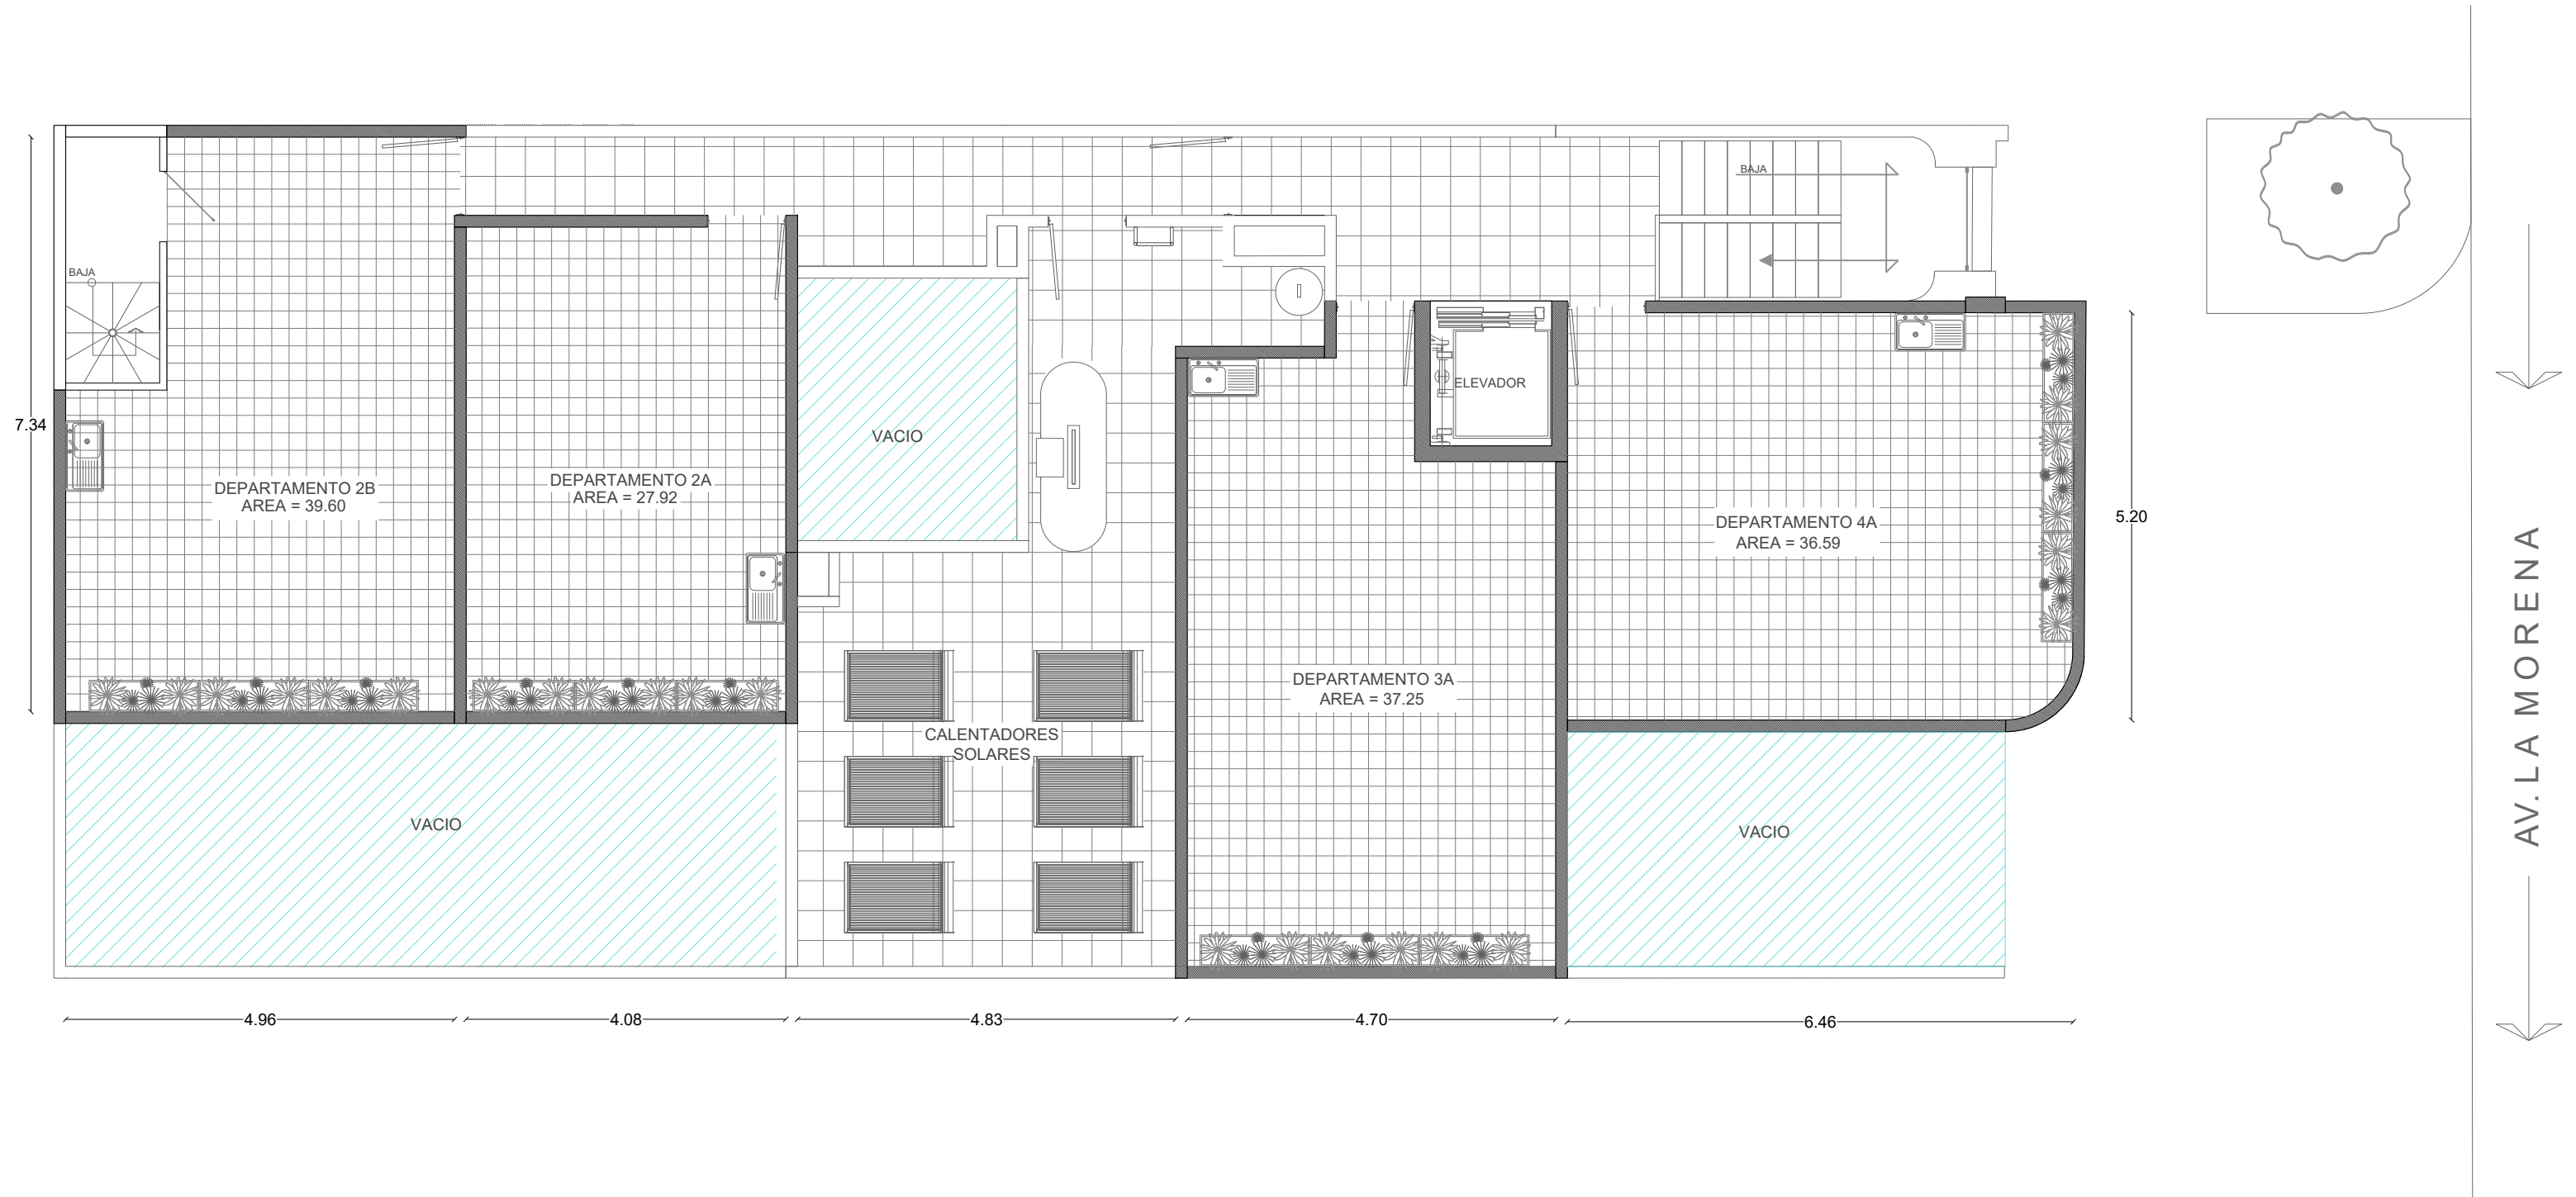 BAJA
BAJA
7.34
ELEVADOR
VACIO
DEPARTAMENTO 2B
AREA = 39.60
DEPARTAMENTO 2A
AREA = 27.92
DEPARTAMENTO 4A
AREA = 36.59
5.20
DEPARTAMENTO 3A
AREA = 37.25
CALENTADORES
SOLARES
VACIO
VACIO
AV. LA MORENA
4.96
4.08
4.83
4.70
6.46